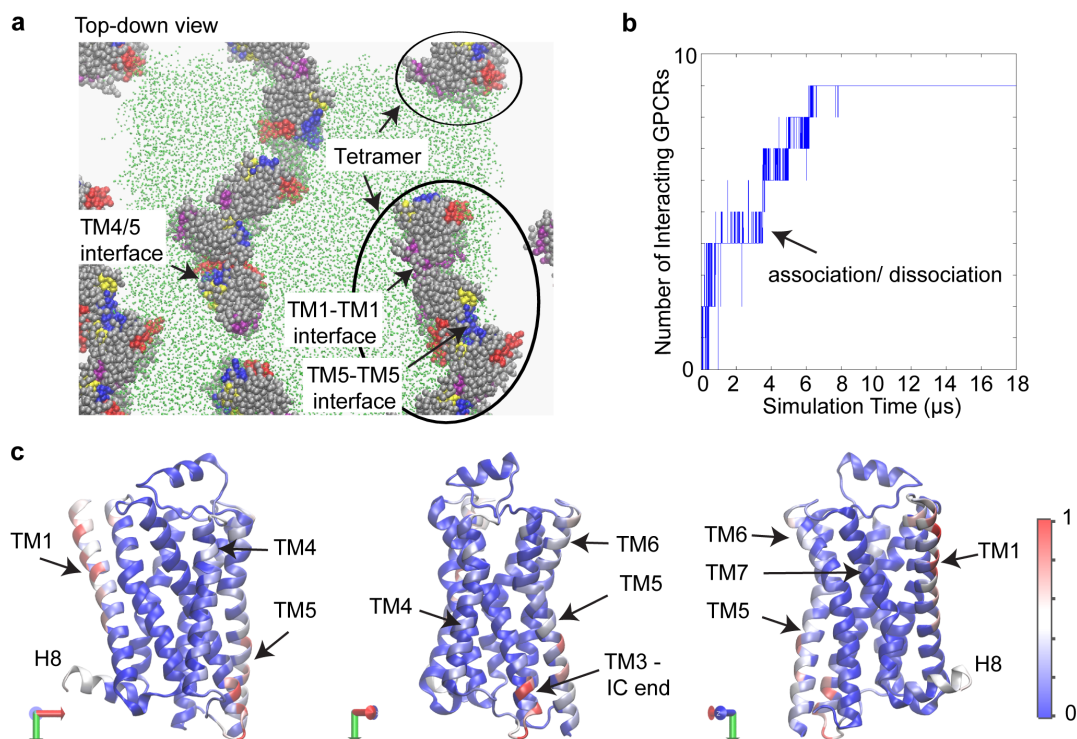 a
Top-down view
Tetramer
TM4/5
interface
TM1-TM1
interface
TM5-TM5
interface
b
Number of Interacting GPCRs
10
0
association/ dissociation
0 2 4 6 8 10 12 14 16 18
Simulation Time (µs)
c
TM1
TM4
TM5
H8
TM6
TM5
TM4
TM3 -
IC end
TM6
TM7
TM5
TM1
H8
1
0